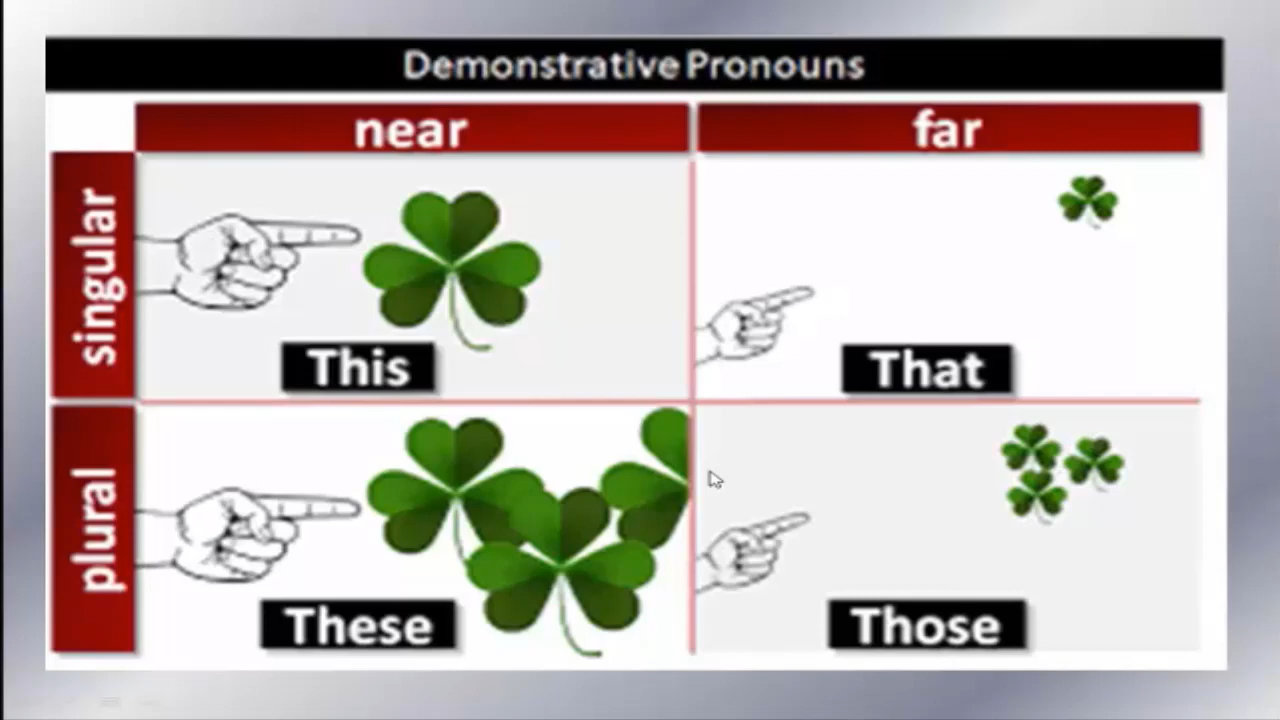 Demonstrative Pronouns
near far
singular
This That
plural
These Those